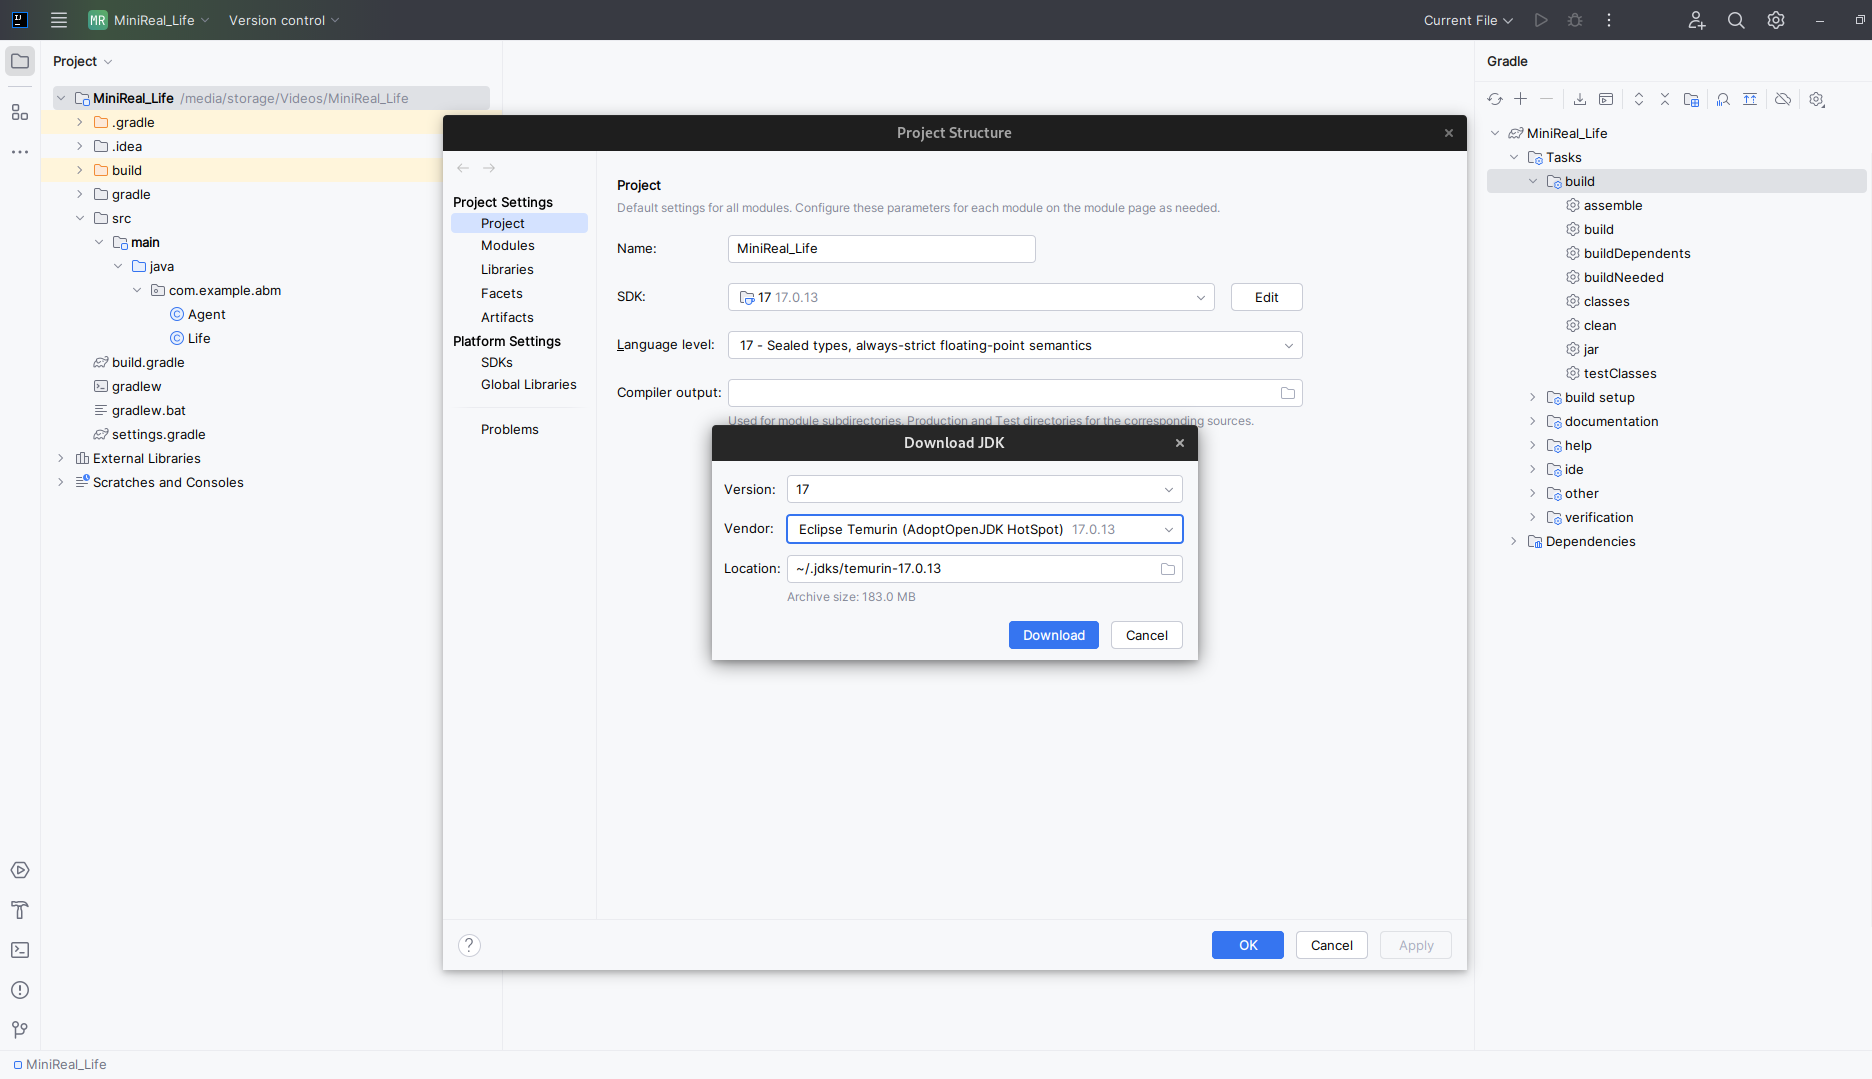 MR MiniReal_Life Version control
Current File
Project
MiniReal_Life /media/storage/Videos/MiniReal_Life
.gradle
.idea
build
gradle
src
main
java
com.example.abm
Agent
Life
build.gradle
gradlew
gradlew.bat
settings.gradle
External Libraries
Scratches and Consoles
Project Structure
Project Settings
Project
Modules
Libraries
Facets
Artifacts
Platform Settings
SDKs
Global Libraries
Problems
Project
Default settings for all modules. Configure these parameters for each module on the module page as needed.
Name: MiniReal_Life
SDK: 17 17.0.13 Edit
Language level: 17 - Sealed types, always-strict floating-point semantics
Compiler output:
Used for module subdirectories, Production and Test directories for the corresponding sources.
Download JDK
Version: 17
Vendor: Eclipse Temurin (AdoptOpenJDK HotSpot) 17.0.13
Location: ~/.jdks/temurin-17.0.13
Archive size: 183.0 MB
Download Cancel
? OK Cancel Apply
Gradle
MiniReal_Life
Tasks
build
assemble
build
buildDependents
buildNeeded
classes
clean
jar
testClasses
build setup
documentation
help
ide
other
verification
Dependencies
MiniReal_Life